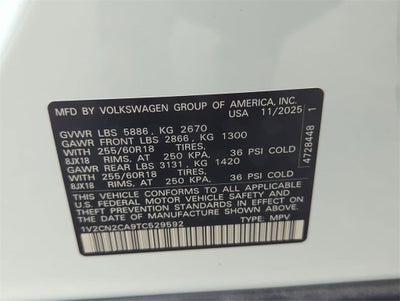 MFD. BY VOLKSWAGEN GROUP OF AMERICA, INC.
USA 11/2025
GVWR LBS 5886, KG 2670
GAWR FRONT LBS 2866, KG 1300
WITH 255/60R18 TIRES,
8JX18 RIMS, AT 250 KPA, 36 PSI COLD
GAWR REAR LBS 3131, KG 1420
WITH 255/60R18 TIRES,
8JX18 RIMS, AT 250 KPA, 36 PSI COLD
THIS VEHICLE CONFORMS TO ALL APPLICABLE
U.S. FEDERAL MOTOR VEHICLE SAFETY
STANDARDS IN EFFECT ON THE
DATE OF MANUFACTURE SHOWN ABOVE.
1V2CN2CA9TC529592 TYPE: MPV
4728448 1